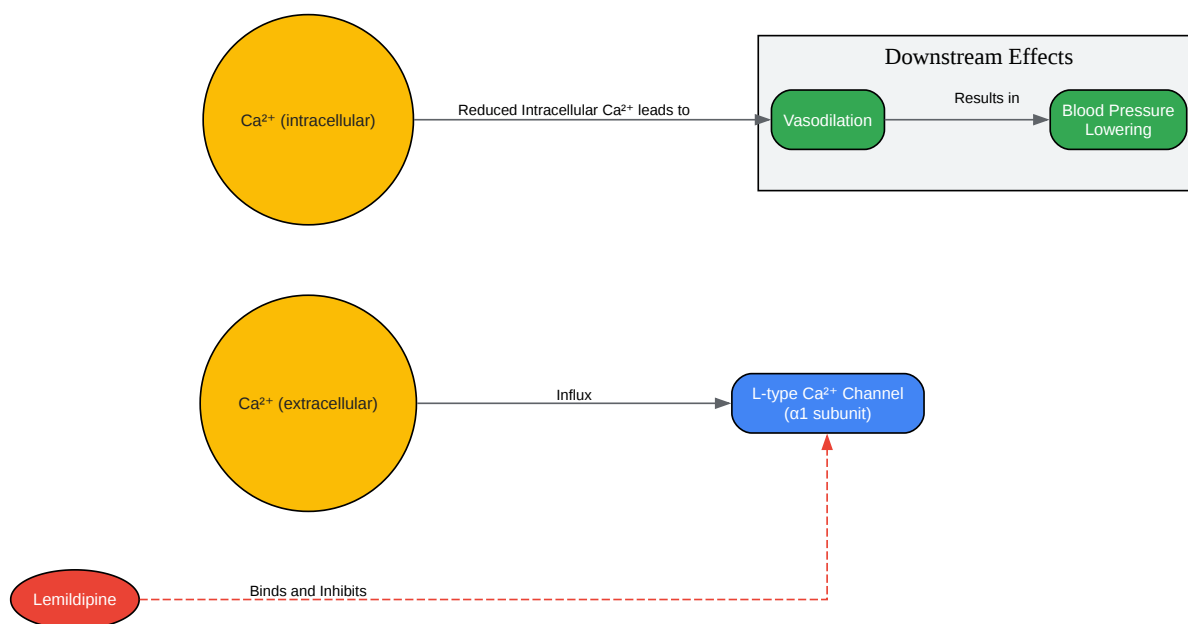 Downstream Effects
Ca²⁺ (intracellular)
Reduced Intracellular Ca²⁺ leads to
Vasodilation
Results in
Blood Pressure
Lowering
Ca²⁺ (extracellular)
Influx
L-type Ca²⁺ Channel
(α1 subunit)
Lemildipine
Binds and Inhibits